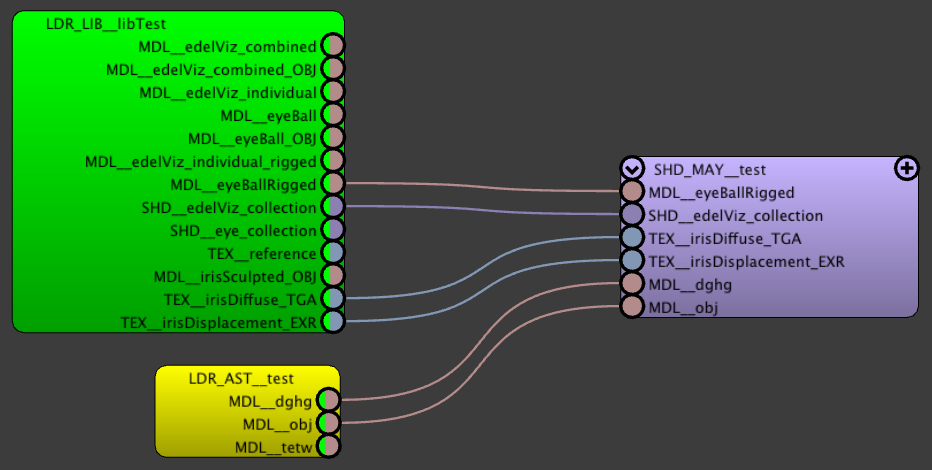 LDR_LIB__libTest
MDL__edelViz_combined
MDL__edelViz_combined_OBJ
MDL__edelViz_individual
MDL__eyeBall
MDL__eyeBall_OBJ
MDL__edelViz_individual_rigged
MDL__eyeBallRigged
SHD__edelViz_collection
SHD__eye_collection
TEX__reference
MDL__irisSculpted_OBJ
TEX__irisDiffuse_TGA
TEX__irisDisplacement_EXR
LDR_AST__test
MDL__dghg
MDL__obj
MDL__tetw
SHD_MAY__test
MDL__eyeBallRigged
SHD__edelViz_collection
TEX__irisDiffuse_TGA
TEX__irisDisplacement_EXR
MDL__dghg
MDL__obj